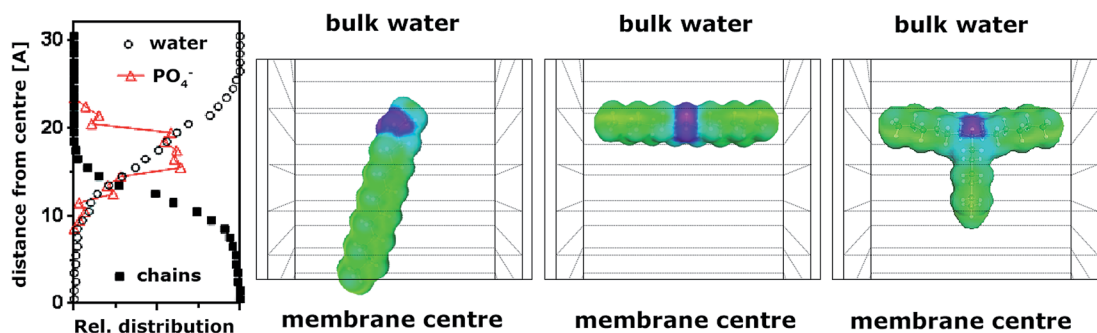 distance from centre [A]
30
20
10
0
water
PO4-
chains
Rel. distribution
bulk water
membrane centre
bulk water
membrane centre
bulk water
membrane centre